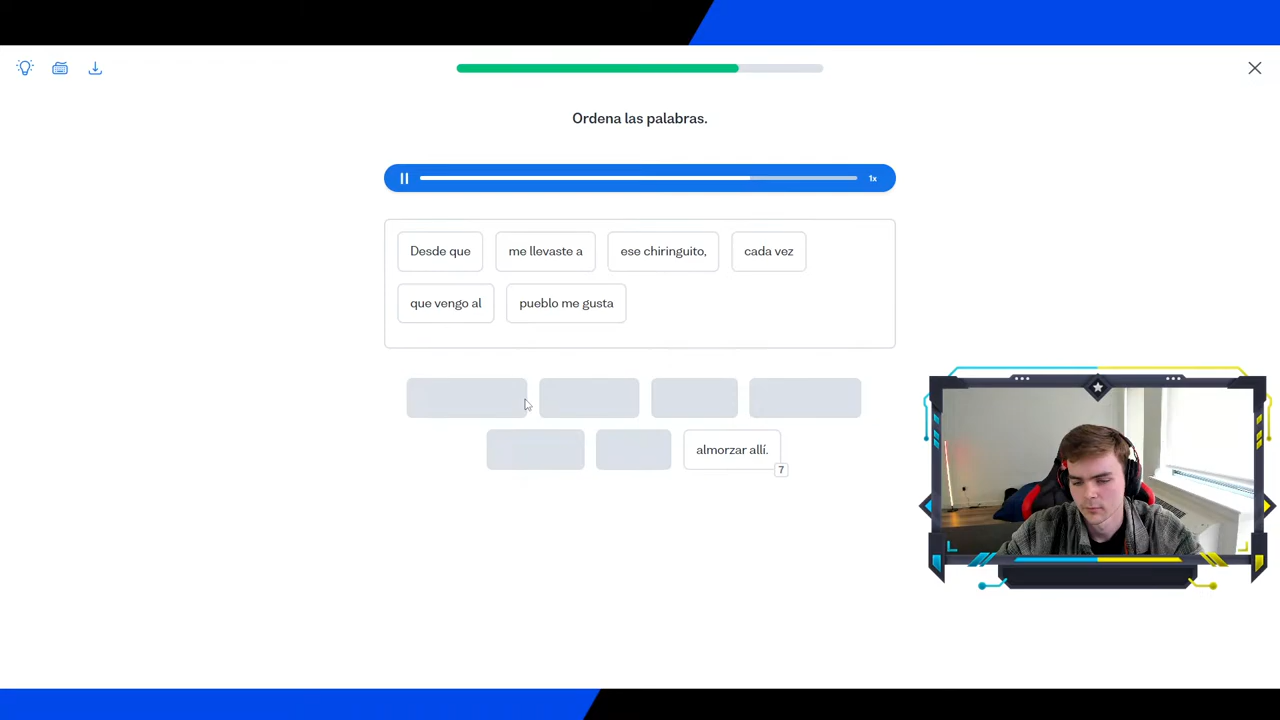 Ordena las palabras.
1x
Desde que me llevaste a ese chiringuito, cada vez
que vengo al pueblo me gusta
almorzar allí.
7